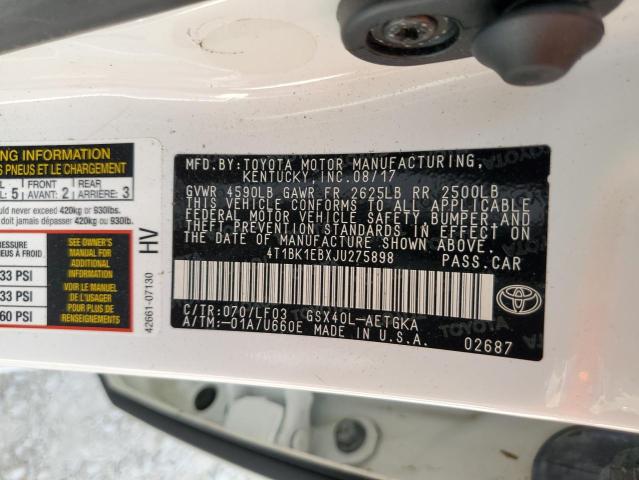 NG INFORMATION
S PNEUS ET LE CHARGEMENT
FRONT REAR
: 5 AVANT: 2 ARRIÈRE: 3
ould never exceed 420kg or 930lbs.
doit jamais dépasser 420kg ou 930lb.
PRESSURE
PNEUS À FROID
33 PSI
33 PSI
60 PSI
SEE OWNER'S
MANUAL FOR
ADDITIONAL
INFORMATION
VOIR LE MANUEL
DE L'USAGER
POUR PLUS DE
RENSEIGNEMENTS
HV
42661-07130
MFD.BY:TOYOTA MOTOR MANUFACTURING,
KENTUCKY, INC. 08/17
GVWR 4590LB GAWR FR 2625LB RR 2500LB
THIS VEHICLE CONFORMS TO ALL APPLICABLE
FEDERAL MOTOR VEHICLE SAFETY, BUMPER, AND
THEFT PREVENTION STANDARDS IN EFFECT ON
THE DATE OF MANUFACTURE SHOWN ABOVE.
4T1BK1EBXJU275898 PASS.CAR
C/TR:070/LF03 GSX40L-AETGKA
A/TM:-01A/U660E MADE IN U.S.A.
02687
TOYOTA